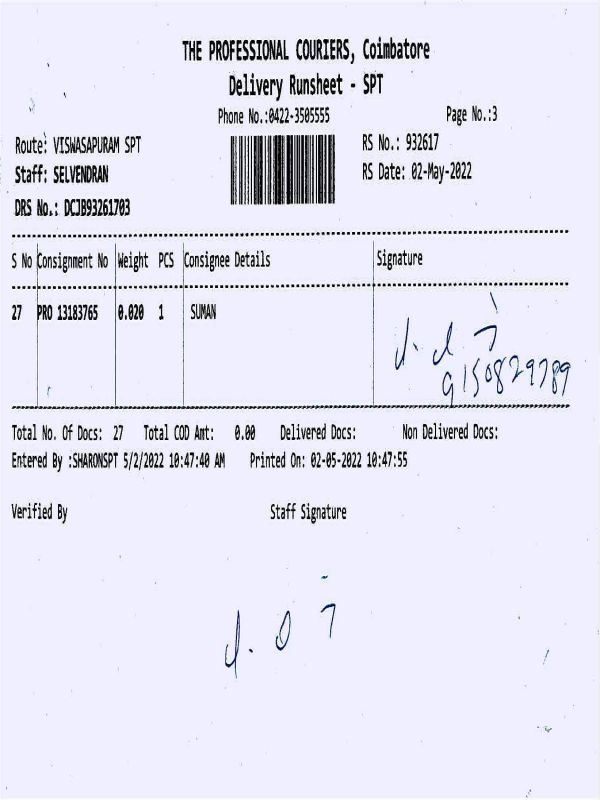 THE PROFESSIONAL COURIERS, Coimbatore
Delivery Runsheet - SPT
Phone No.:0422-3505555 Page No.:3
Route: VISWASAPURAM SPT RS No.: 932617
Staff: SELVENDRAN RS Date: 02-May-2022
DRS No.: DCJB93261703
S No Consignment No Weight PCS Consignee Details Signature
27 PRO 13183765 0.020 1 SUMAN
9150829789
Total No. Of Docs: 27 Total COD Amt: 0.00 Delivered Docs: Non Delivered Docs:
Entered By :SHARONSPT 5/2/2022 10:47:40 AM Printed On: 02-05-2022 10:47:55
Verified By Staff Signature